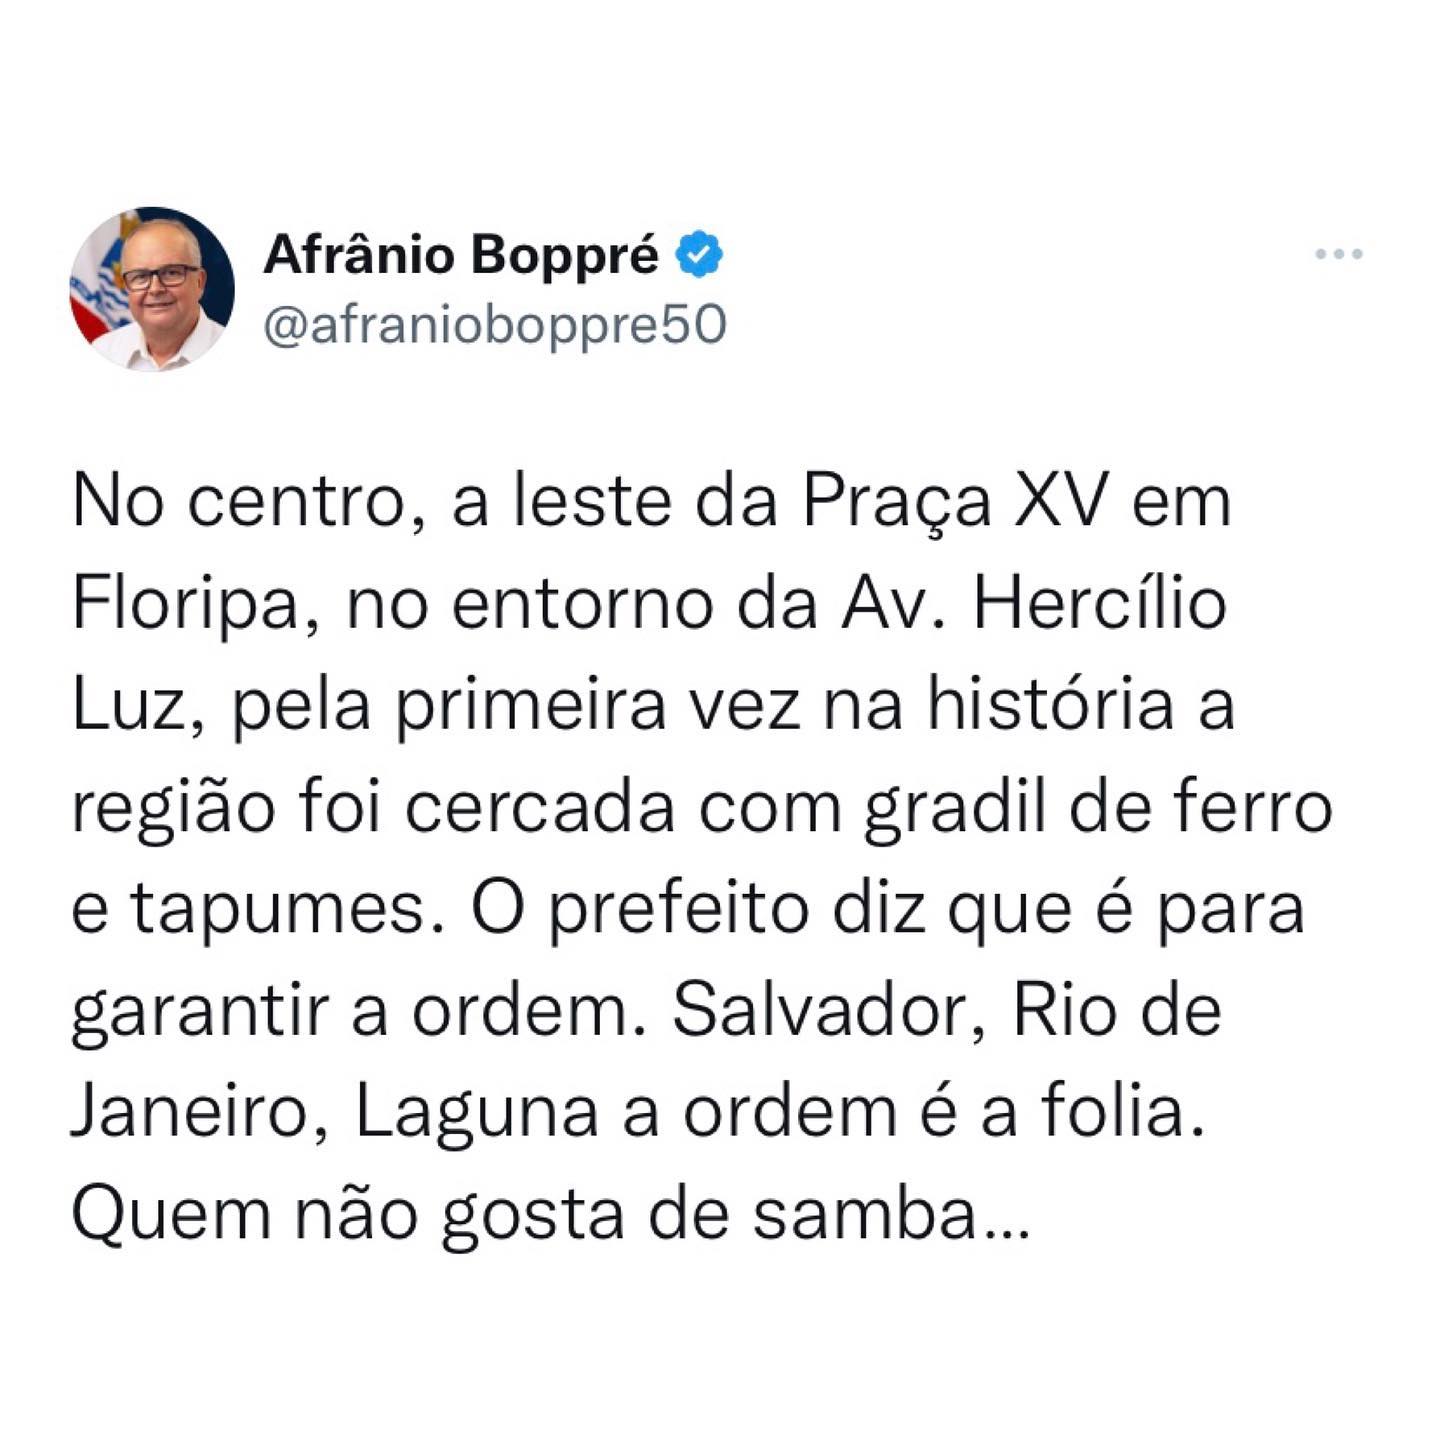 Afrânio Boppré
@afranioboppre50
No centro, a leste da Praça XV em
Floripa, no entorno da Av. Hercílio
Luz, pela primeira vez na história a
região foi cercada com gradil de ferro
e tapumes. O prefeito diz que é para
garantir a ordem. Salvador, Rio de
Janeiro, Laguna a ordem é a folia.
Quem não gosta de samba...